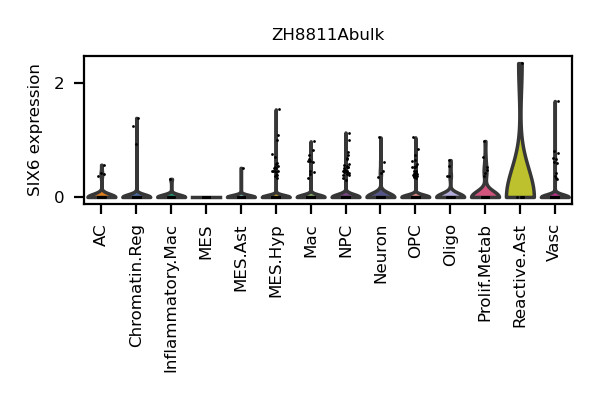 ZH8811Abulk
SIX6 expression
2
0
AC
Chromatin.Reg
Inflammatory.Mac
MES
MES.Ast
MES.Hyp
Mac
NPC
Neuron
OPC
Oligo
Prolif.Metab
Reactive.Ast
Vasc